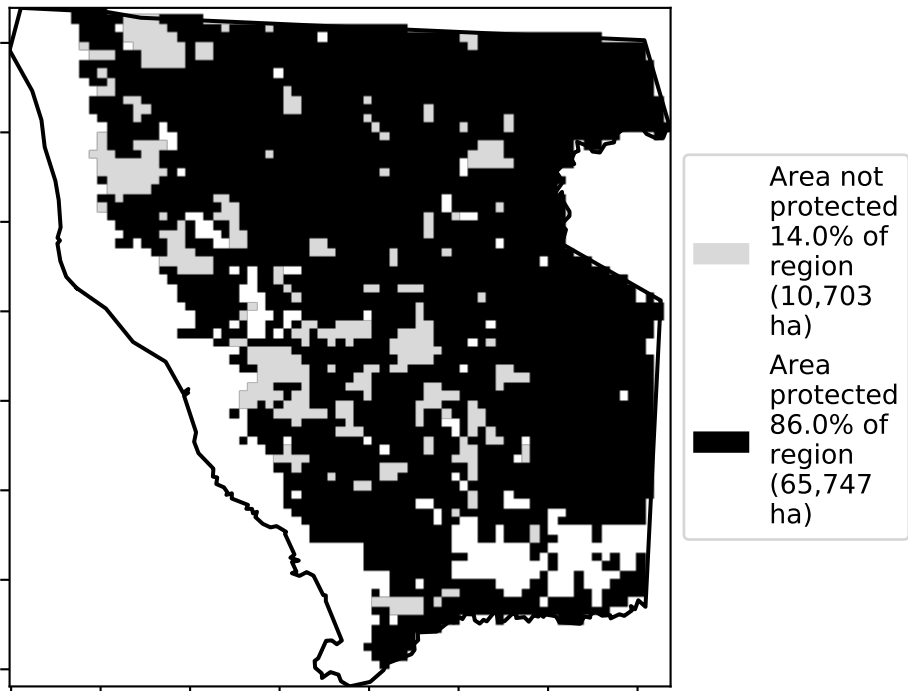 Area not
protected
14.0% of
region
(10,703
ha)
Area
protected
86.0% of
region
(65,747
ha)